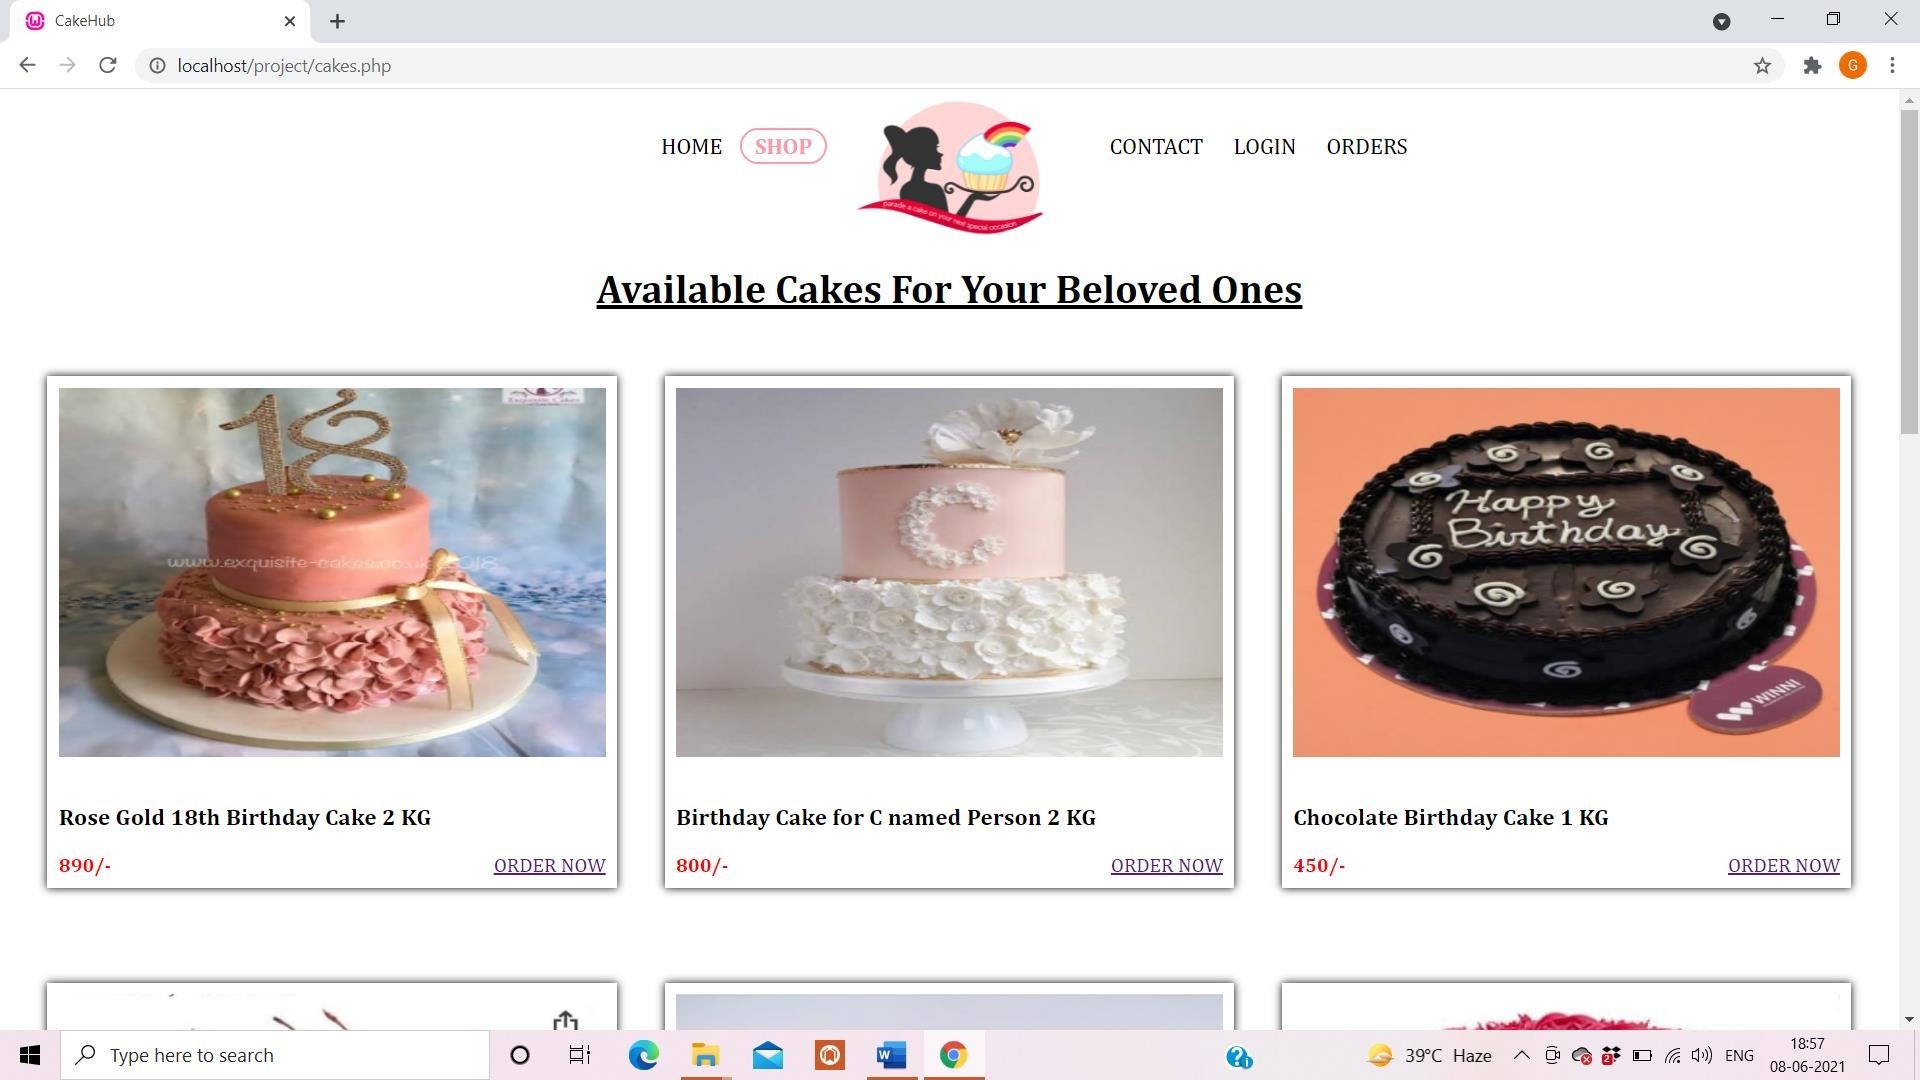 CakeHub
localhost/project/cakes.php
G
HOME SHOP CONTACT LOGIN ORDERS
parade a cake on your next special occasion
Available Cakes For Your Beloved Ones
Exquisite Cakes
18
www.exquisite-cakes.co.uk 2018
C
Happy
Birthday
WINNI
Rose Gold 18th Birthday Cake 2 KG
890/- ORDER NOW
Birthday Cake for C named Person 2 KG
800/- ORDER NOW
Chocolate Birthday Cake 1 KG
450/- ORDER NOW
Type here to search
39°C Haze
2
ENG
18:57
08-06-2021